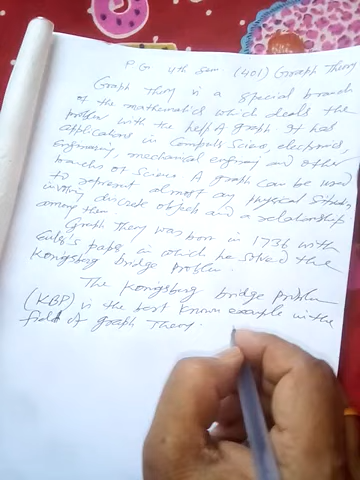 P G 4th Sem (401) Graph Theory
Graph Theory is a special branch
of the mathematics which deals the
problem with the help of graph. It has
applications in Computer Science, electronics,
engineering, mechanical engineering and other
branches of Science. A graph can be used
to represent almost any physical situation
involving discrete objects and a relationship
among them.
Graph Theory was born in 1736 with
Euler's paper in which he solved the
Konigsberg bridge problem.
The Konigsberg bridge problem
(KBP) is the best known example in the
field of graph Theory.